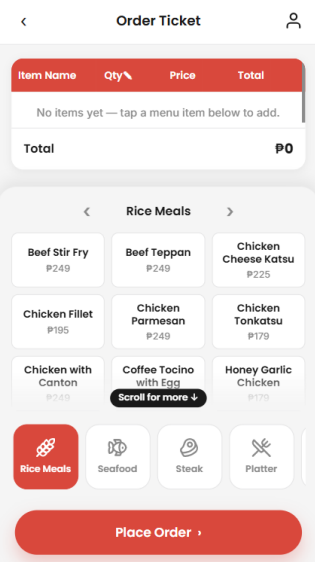 Order Ticket
Item Name Qty Price Total
No items yet — tap a menu item below to add.
Total ₱0
Rice Meals
Beef Stir Fry
₱249
Beef Teppan
₱249
Chicken
Cheese Katsu
₱225
Chicken Fillet
₱195
Chicken
Parmesan
₱249
Chicken
Tonkatsu
₱179
Chicken with
Canton
₱249
Coffee Tocino
with Egg
Honey Garlic
Chicken
₱179
Scroll for more ↓
Rice Meals
Seafood
Steak
Platter
Place Order ›